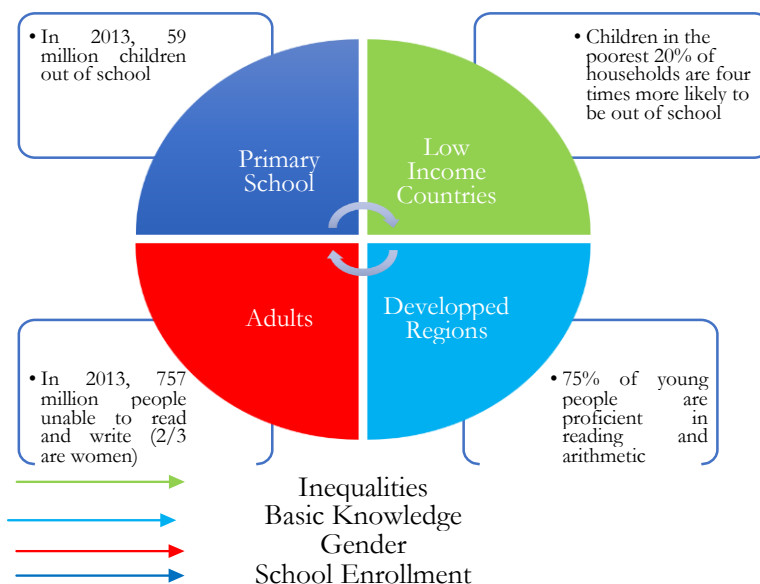 • In 2013, 59
million children
out of school
• Children in the
poorest 20% of
households are four
times more likely to
be out of school
Primary
School
Low
Income
Countries
Adults
Developped
Regions
• In 2013, 757
million people
unable to read
and write (2/3
are women)
• 75% of young
people are
proficient in
reading and
arithmetic
Inequalities
Basic Knowledge
Gender
School Enrollment